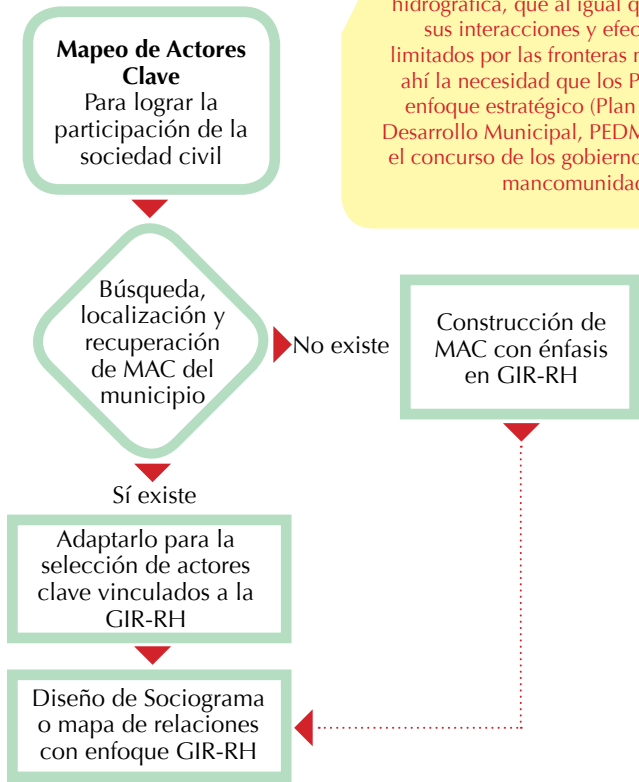 Mapeo de Actores
Clave
Para lograr la
participación de la
sociedad civil
hidrográfica, que al igual q
sus interacciones y efec
limitados por las fronteras
ahí la necesidad que los
enfoque estratégico (Plan
Desarrollo Municipal, PEDM
el concurso de los gobierno
mancomunidad
Búsqueda,
localización y
recuperación
de MAC del
municipio
No existe
Construcción de
MAC con énfasis
en GIR-RH
Sí existe
Adaptarlo para la
selección de actores
clave vinculados a la
GIR-RH
Diseño de Sociograma
o mapa de relaciones
con enfoque GIR-RH